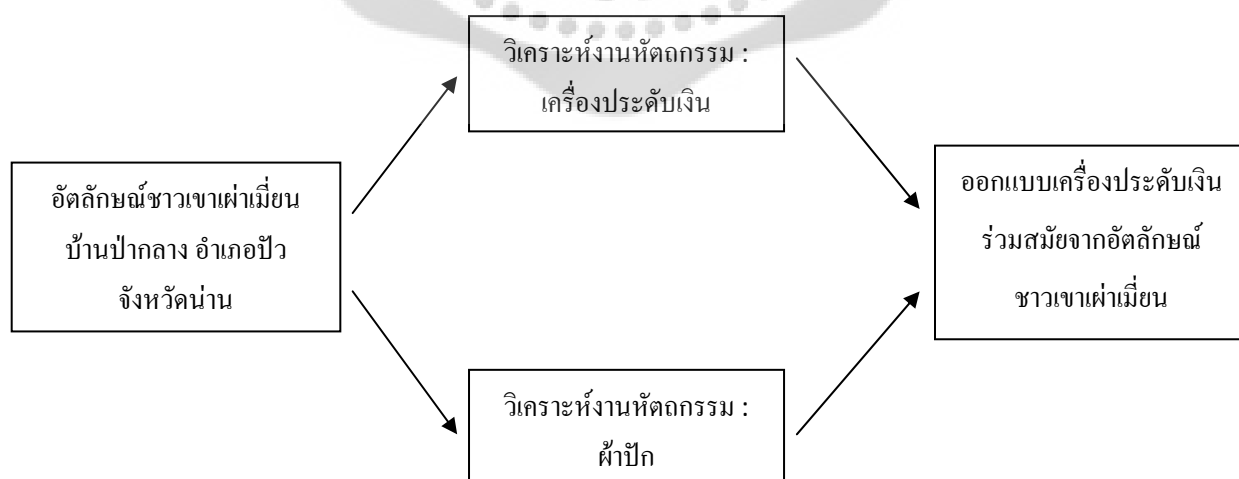 วิเคราะห์งานหัตถกรรม :
เครื่องประดับเงิน
อัตลักษณ์ชาวเขาเผ่าเมี่ยน
บ้านป่ากลาง อำเภอปัว
จังหวัดน่าน
ออกแบบเครื่องประดับเงิน
ร่วมสมัยจากอัตลักษณ์
ชาวเขาเผ่าเมี่ยน
วิเคราะห์งานหัตถกรรม :
ผ้าปัก